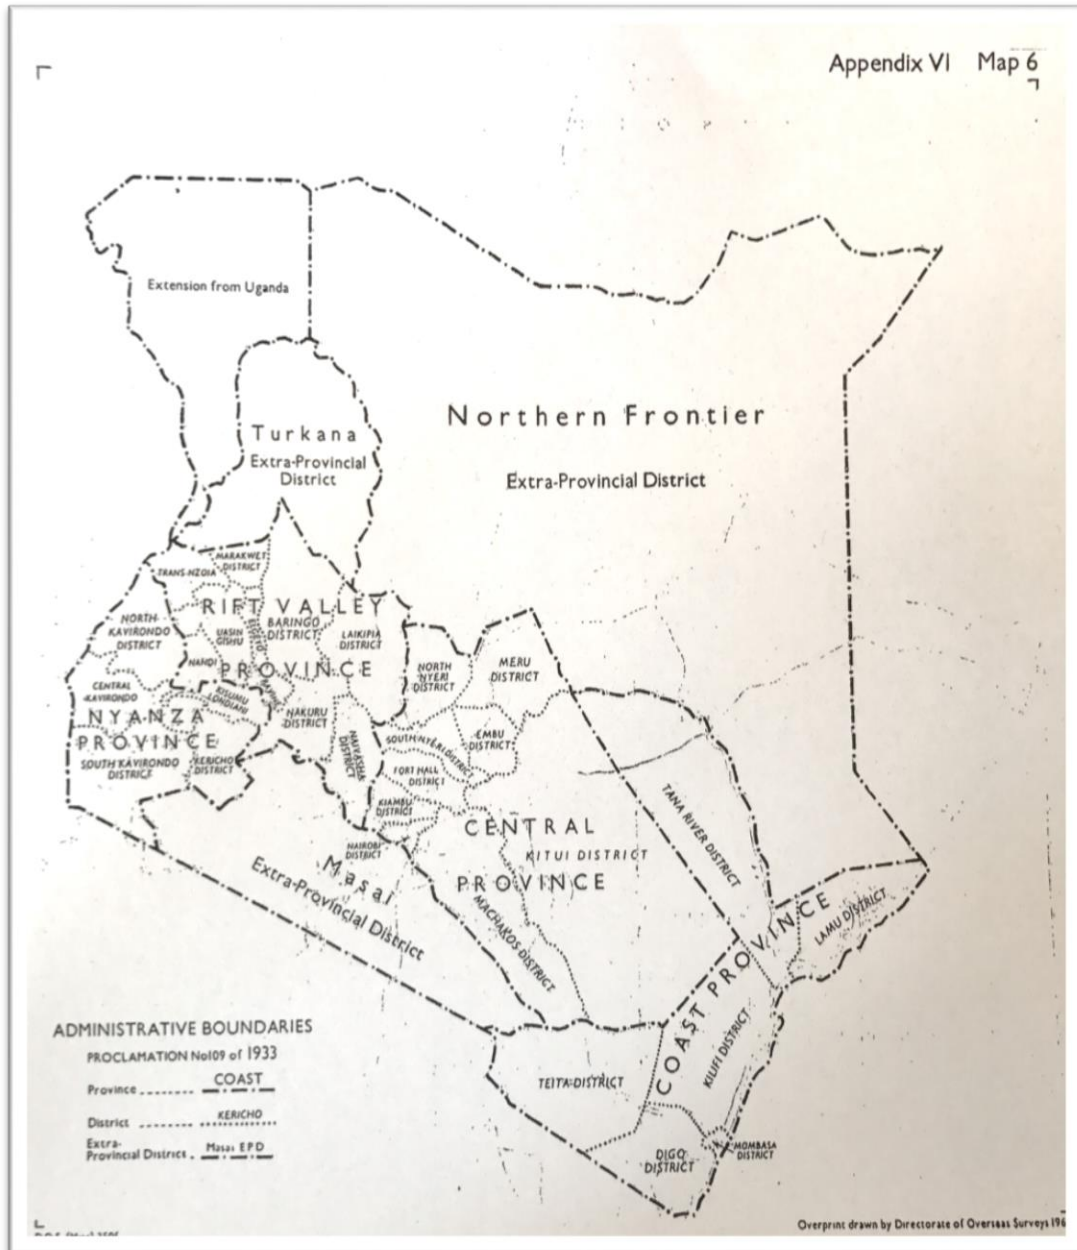 Appendix VI Map 6
Extension from Uganda
Northern Frontier
Extra-Provincial District
Turkana
Extra-Provincial
District
MARAKWET
DISTRICT
TRANS-NZOIA
RIFT VALLEY
PROVINCE
NORTH
KAVIRONDO
DISTRICT
UASIN
GISHU
BARINGO
DISTRICT
LAIKIPIA
DISTRICT
NANDI
NORTH
NYERI
DISTRICT
MERU
DISTRICT
CENTRAL
KAVIRONDO
KISUMU
LONDIANI
NYANZA
PROVINCE
NAKURU
DISTRICT
NAIVASHA
DISTRICT
SOUTH NYERI DISTRICT
EMBU
DISTRICT
SOUTH KAVIRONDO
DISTRICT
KERICHO
DISTRICT
FORT HALL
DISTRICT
KIAMBU
DISTRICT
NAIROBI
DISTRICT
CENTRAL
PROVINCE
KITUI DISTRICT
TANA RIVER DISTRICT
Masai
Extra-Provincial District
MACHAKOS DISTRICT
COAST PROVINCE
LAMU DISTRICT
KILIFI DISTRICT
TEITA DISTRICT
DIGO
DISTRICT
MOMBASA
DISTRICT
ADMINISTRATIVE BOUNDARIES
PROCLAMATION No109 of 1933
Province ........ COAST
District ........ KERICHO
Extra-
Provincial District . Masai EPD
Overprint drawn by Directorate of Overseas Surveys 196